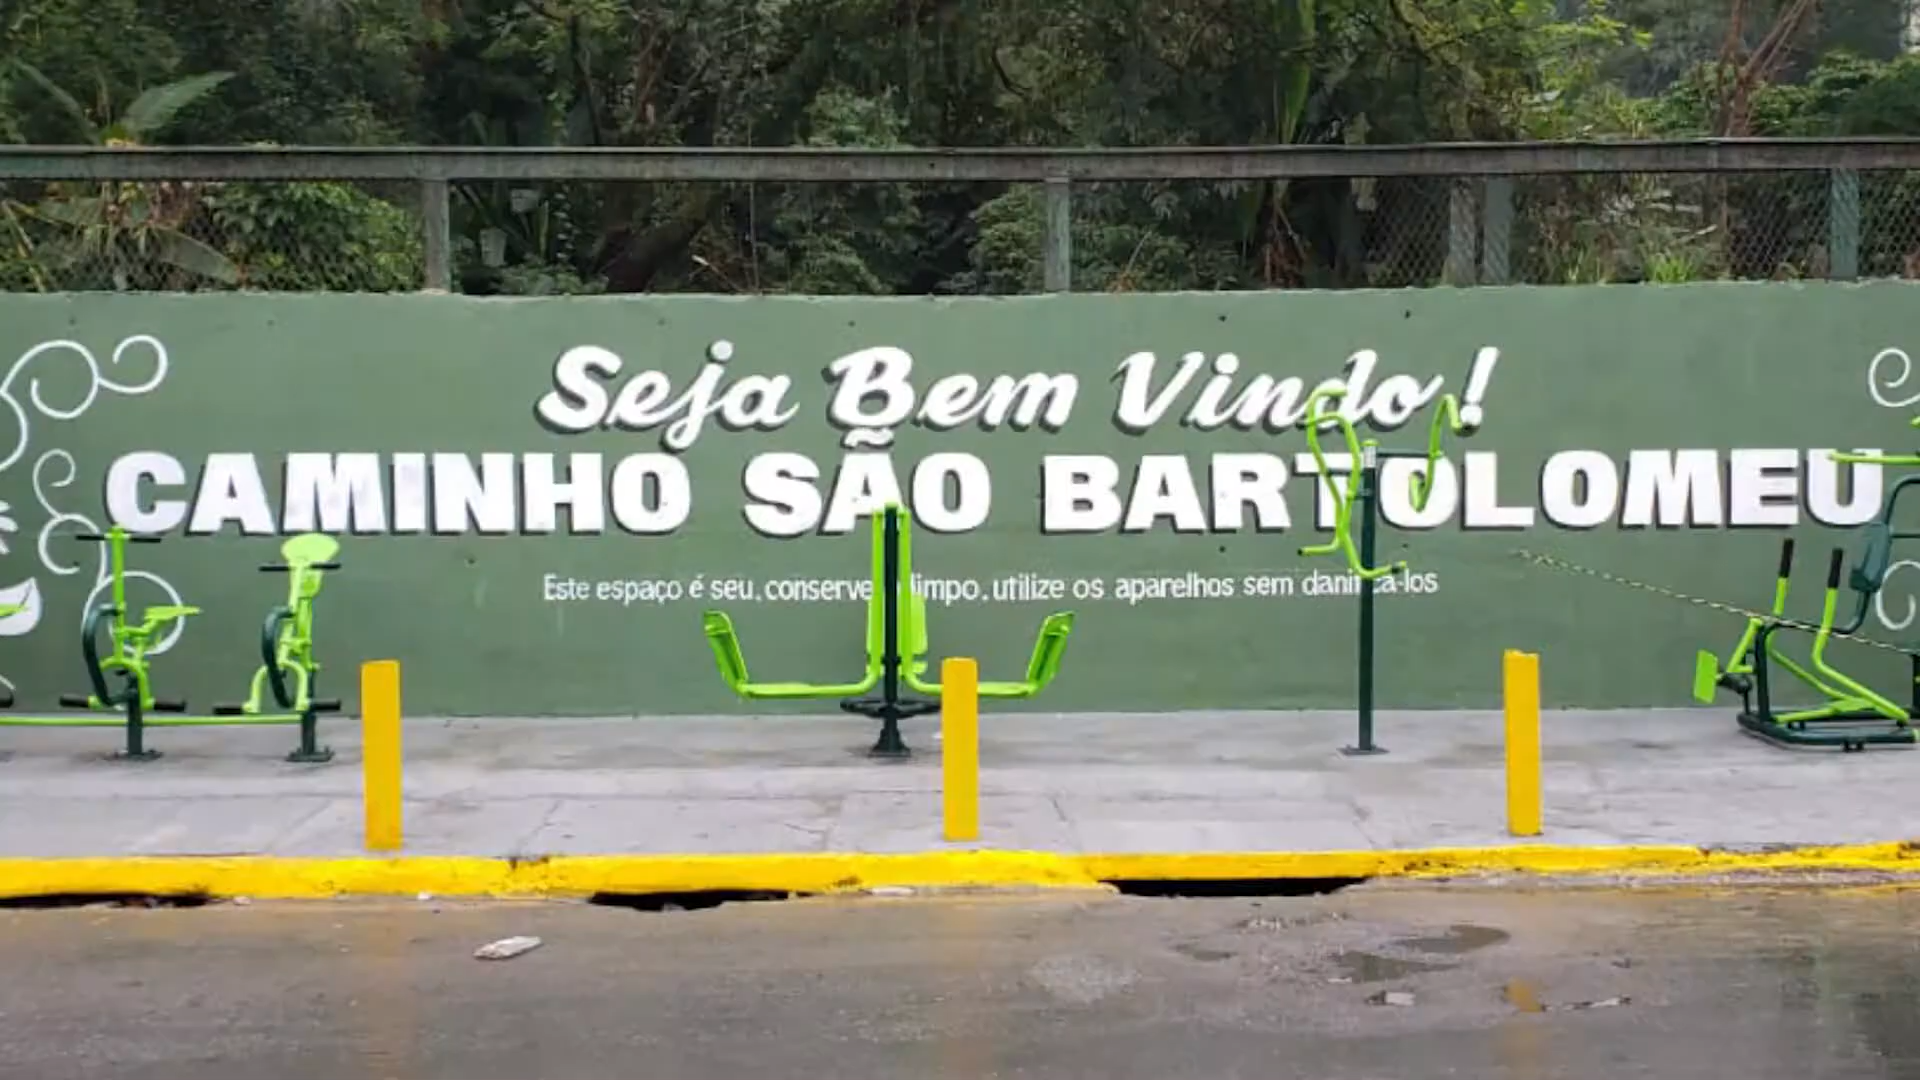 Seja Bem Vindo!
CAMINHO SÃO BARTOLOMEU
Este espaço é seu, conserve limpo, utilize os aparelhos sem danificá-los